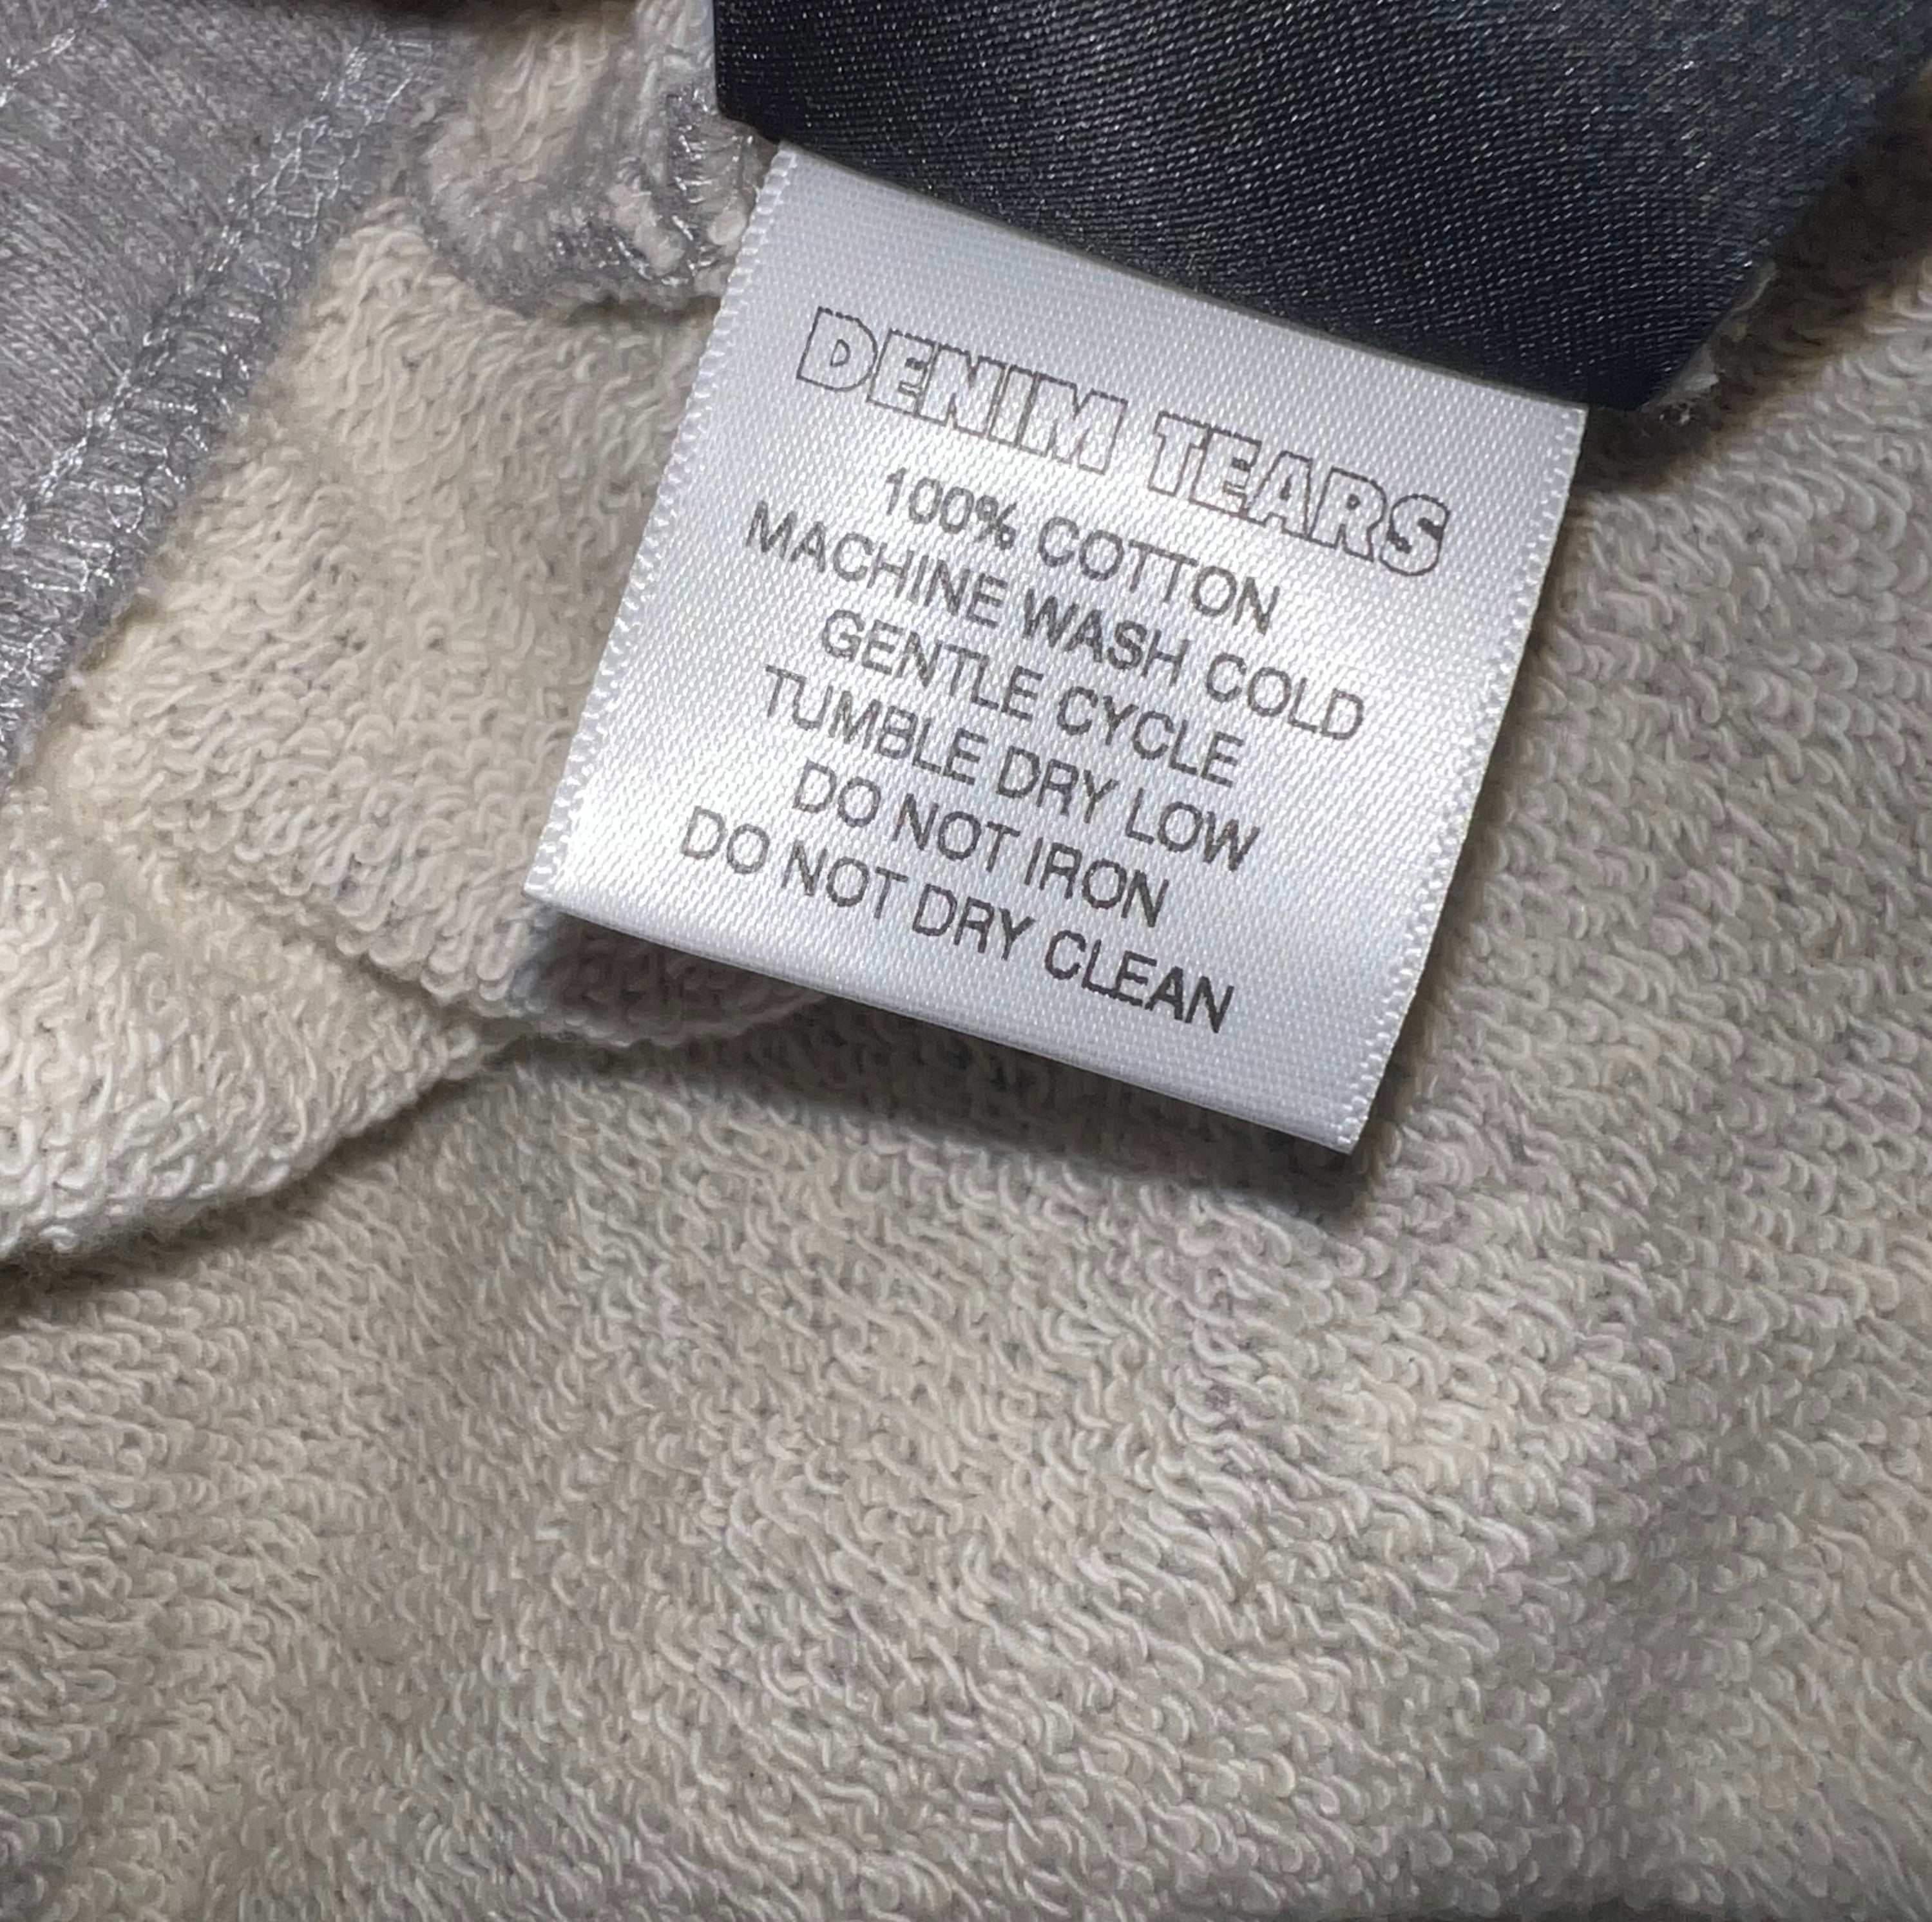 DENIM TEARS
100% COTTON
MACHINE WASH COLD
GENTLE CYCLE
TUMBLE DRY LOW
DO NOT IRON
DO NOT DRY CLEAN